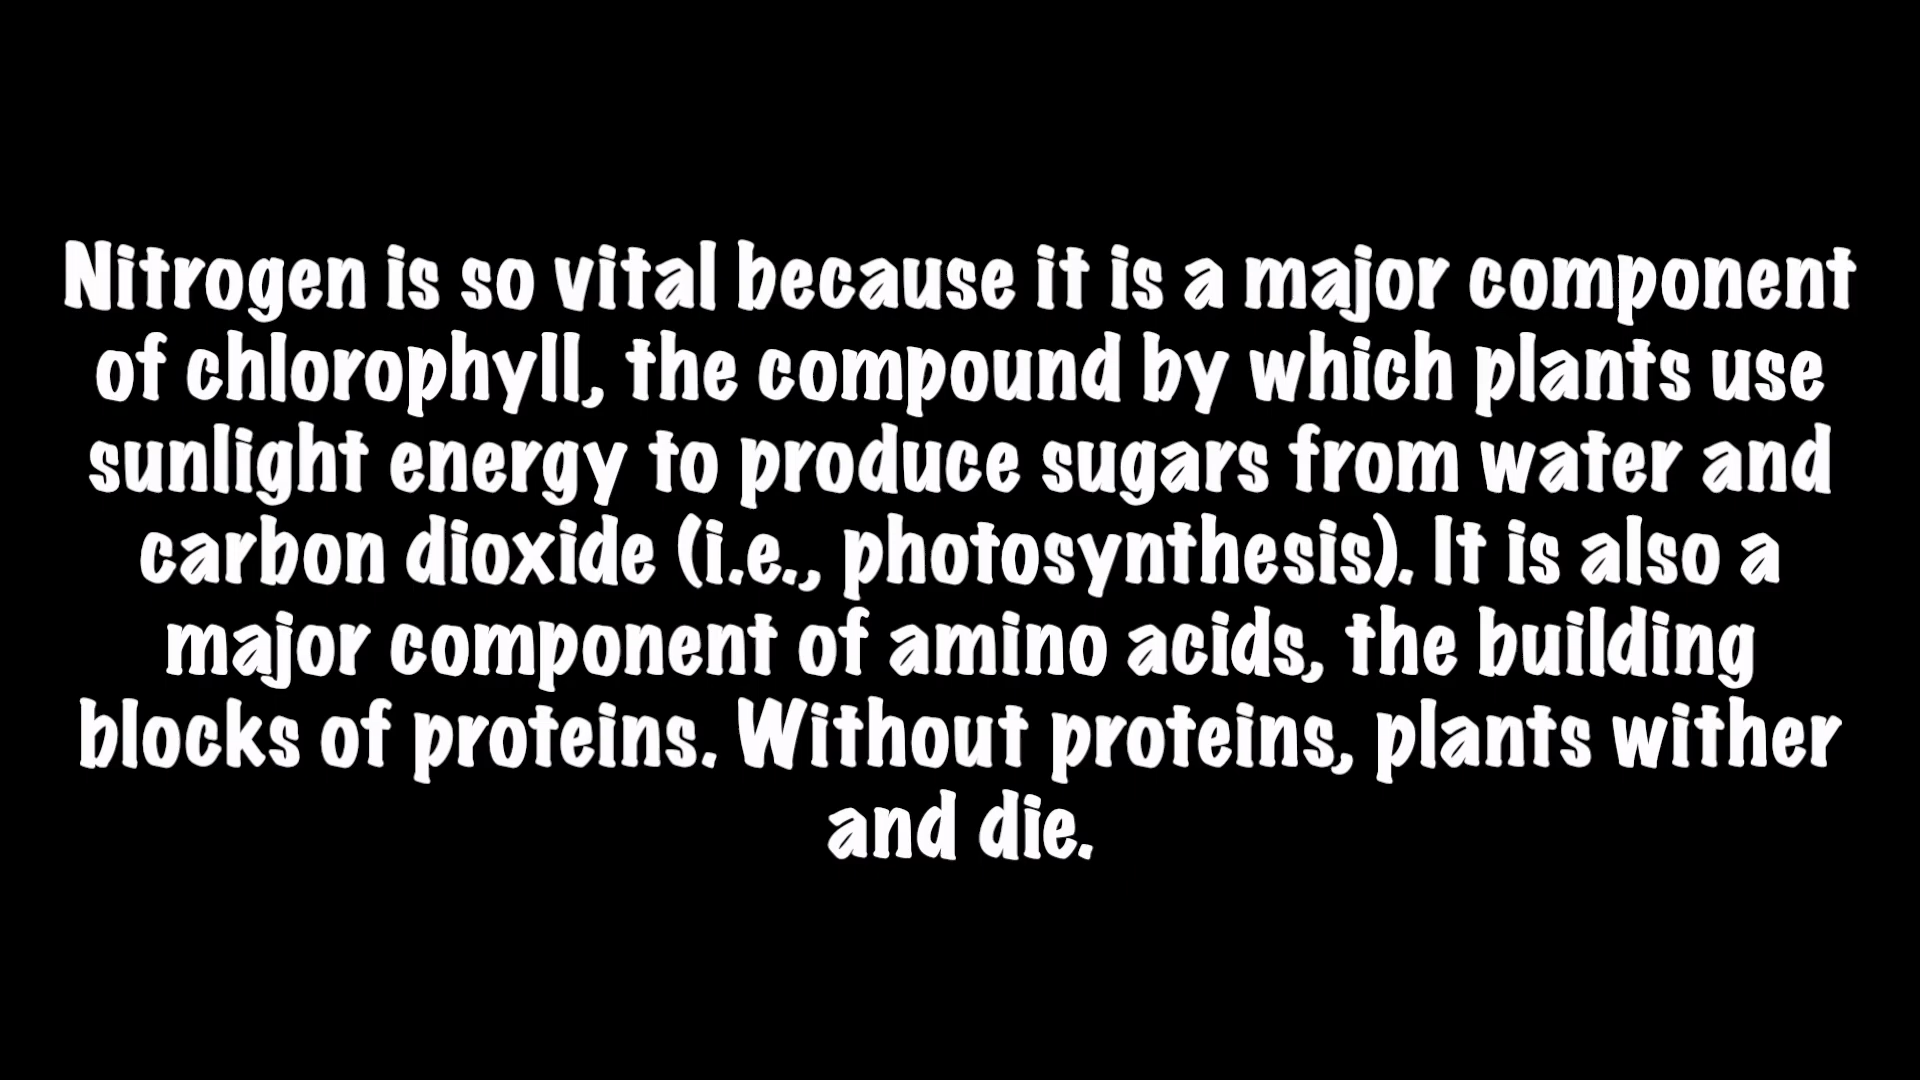 Nitrogen is so vital because it is a major component
of chlorophyll, the compound by which plants use
sunlight energy to produce sugars from water and
carbon dioxide (i.e., photosynthesis). It is also a
major component of amino acids, the building
blocks of proteins. Without proteins, plants wither
and die.